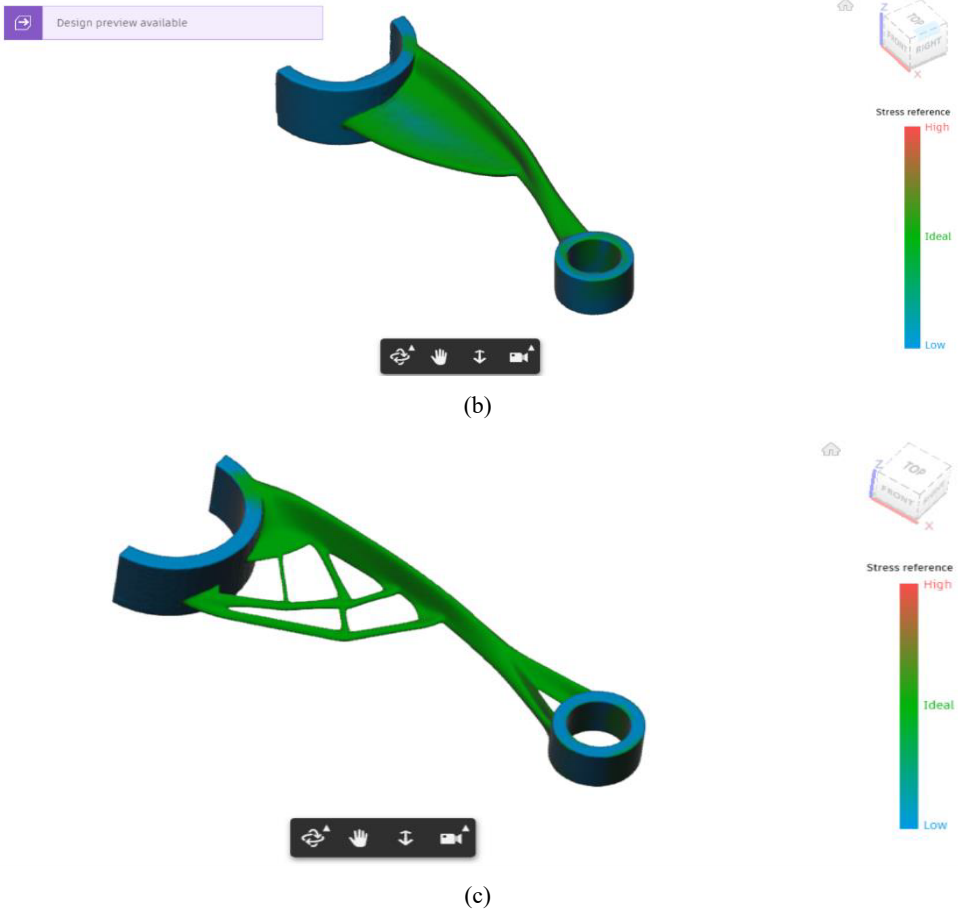 Design preview available
Z
TOP
FRONT
RIGHT
X
Stress reference
High
Ideal
Low
(b)
Z
TOP
FRONT
X
Stress reference
High
Ideal
Low
(c)